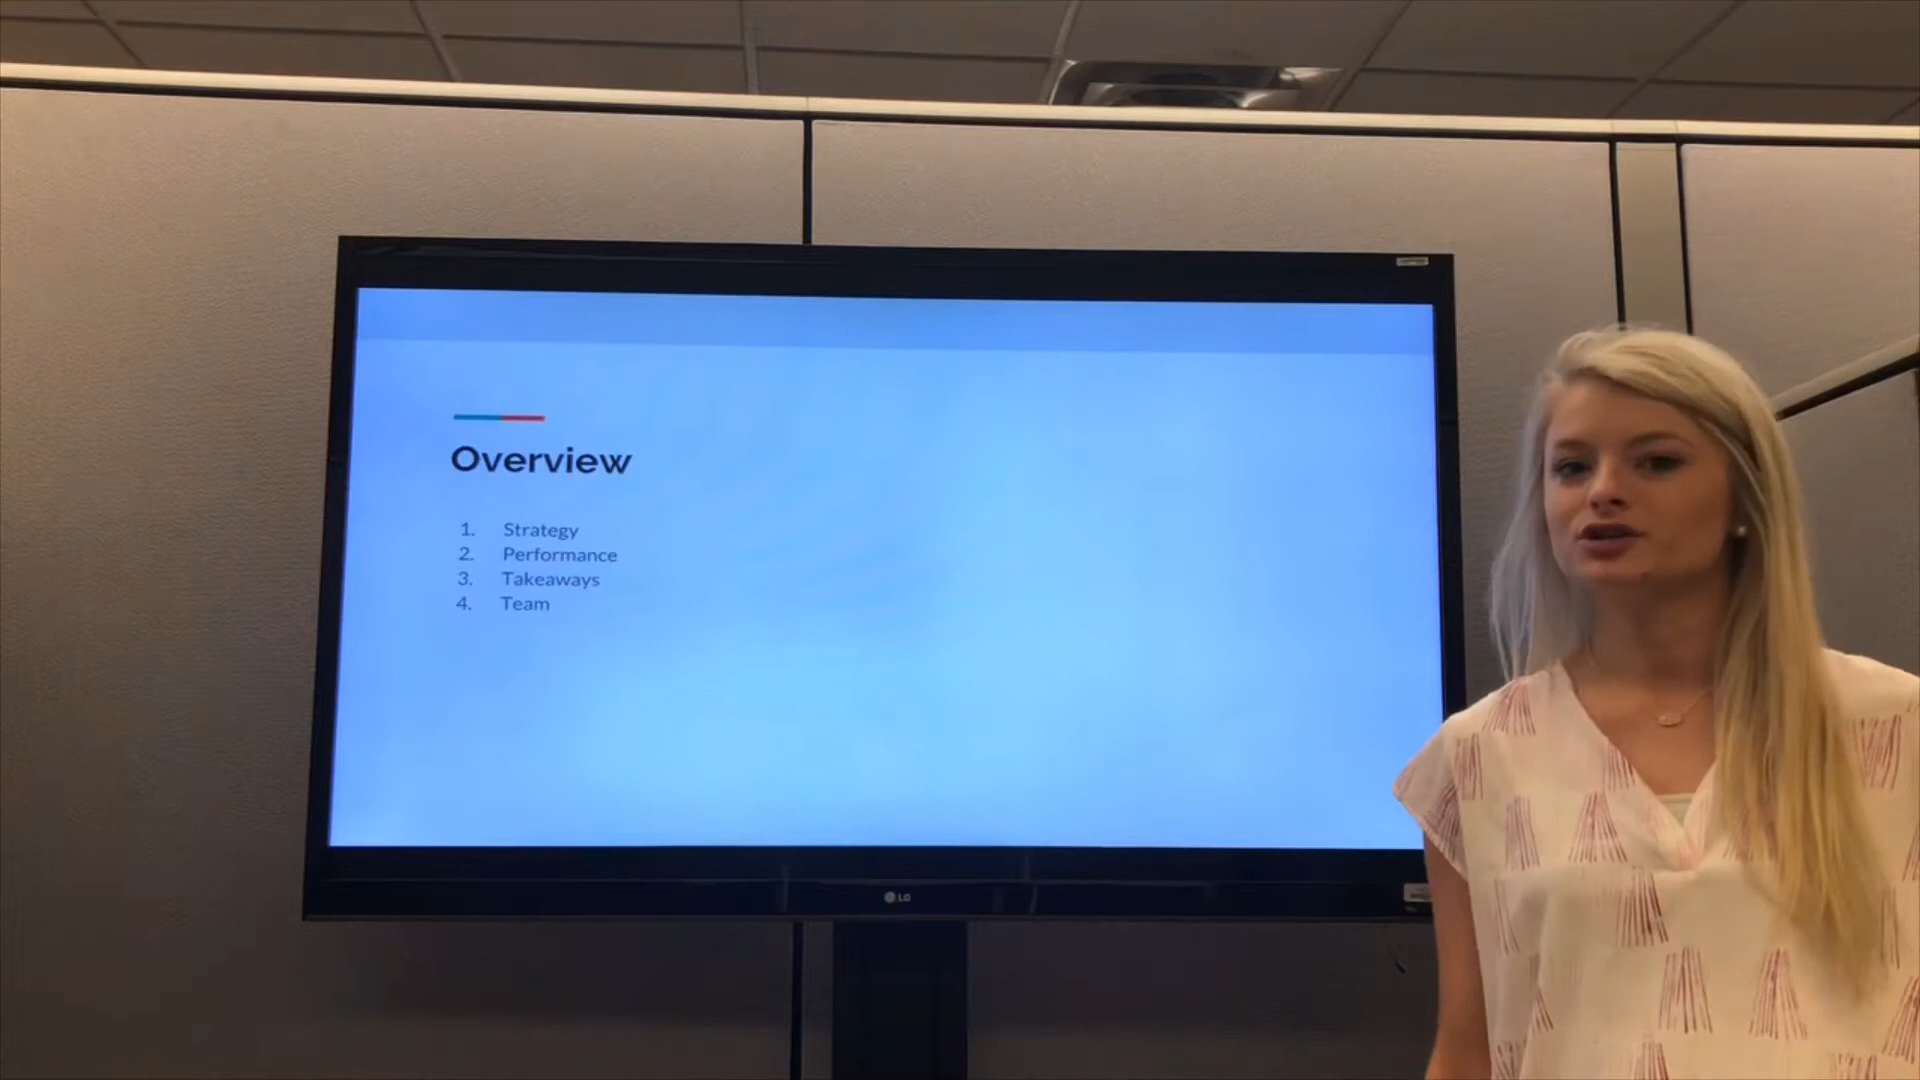 Overview
1. Strategy
2. Performance
3. Takeaways
4. Team
LG